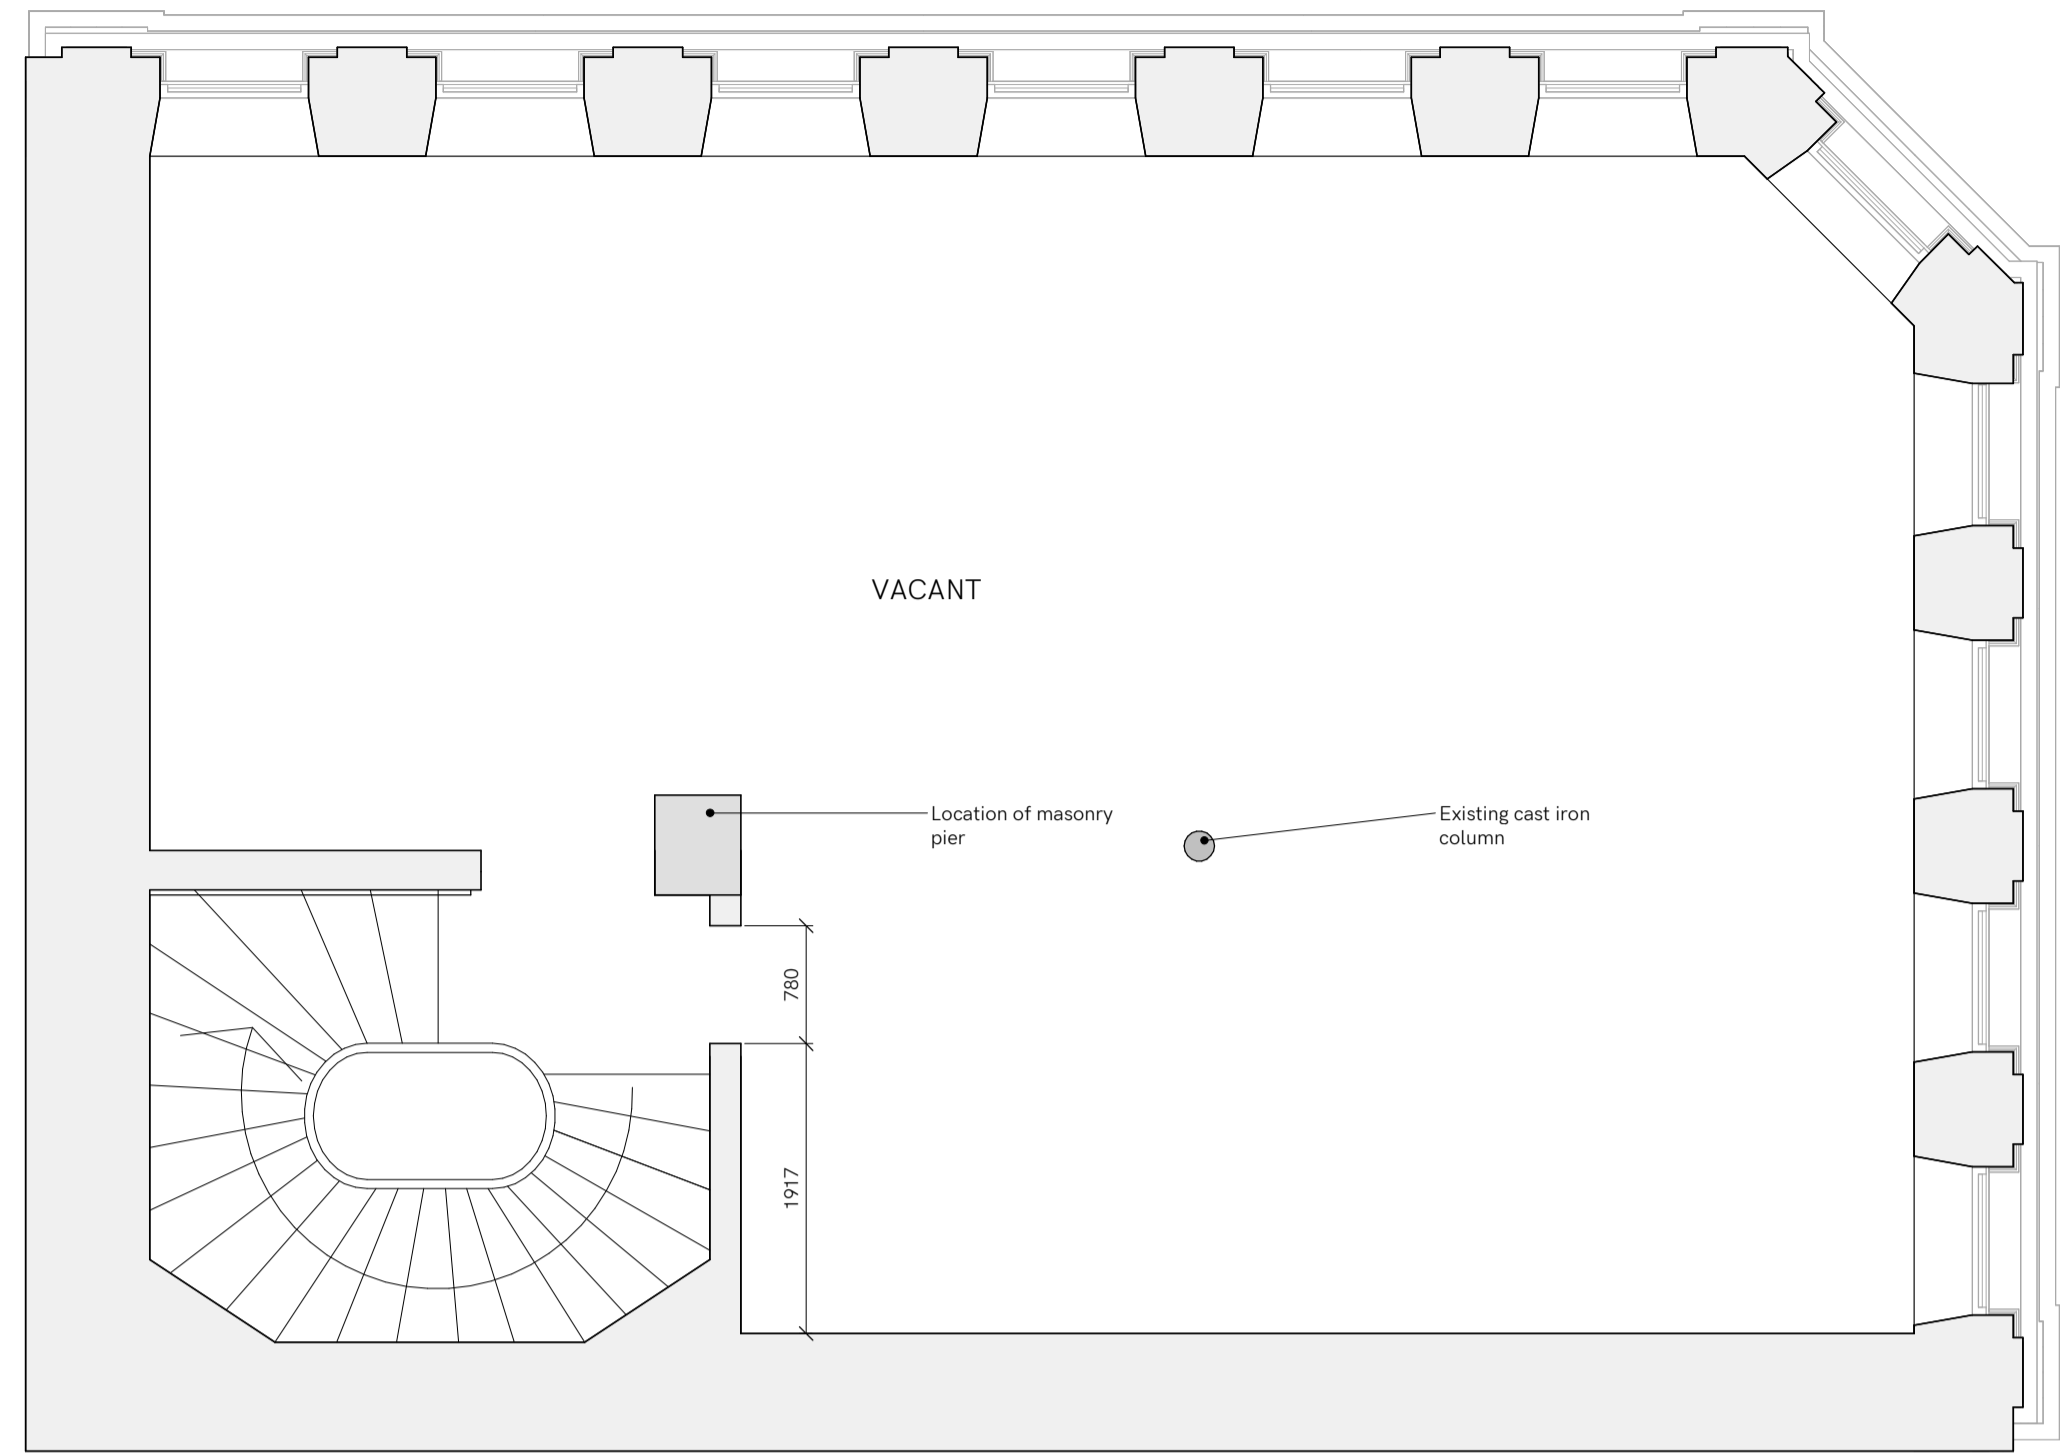 VACANT
Location of masonry
pier
Existing cast iron
column
780
1917